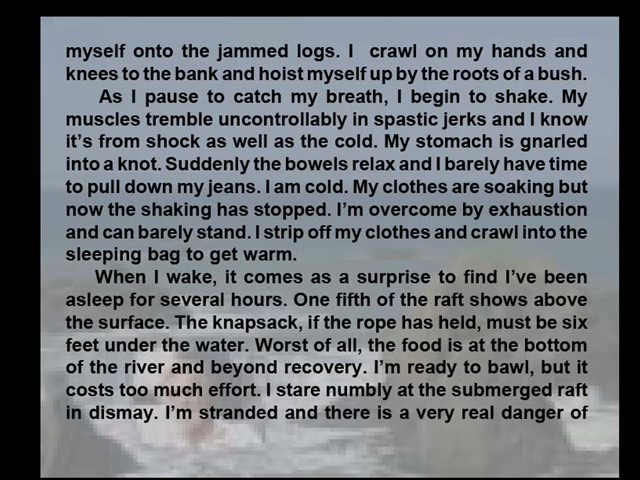 myself onto the jammed logs. I crawl on my hands and
knees to the bank and hoist myself up by the roots of a bush.
As I pause to catch my breath, I begin to shake. My
muscles tremble uncontrollably in spastic jerks and I know
it's from shock as well as the cold. My stomach is gnarled
into a knot. Suddenly the bowels relax and I barely have time
to pull down my jeans. I am cold. My clothes are soaking but
now the shaking has stopped. I'm overcome by exhaustion
and can barely stand. I strip off my clothes and crawl into the
sleeping bag to get warm.
When I wake, it comes as a surprise to find I've been
asleep for several hours. One fifth of the raft shows above
the surface. The knapsack, if the rope has held, must be six
feet under the water. Worst of all, the food is at the bottom
of the river and beyond recovery. I'm ready to bawl, but it
costs too much effort. I stare numbly at the submerged raft
in dismay. I'm stranded and there is a very real danger of